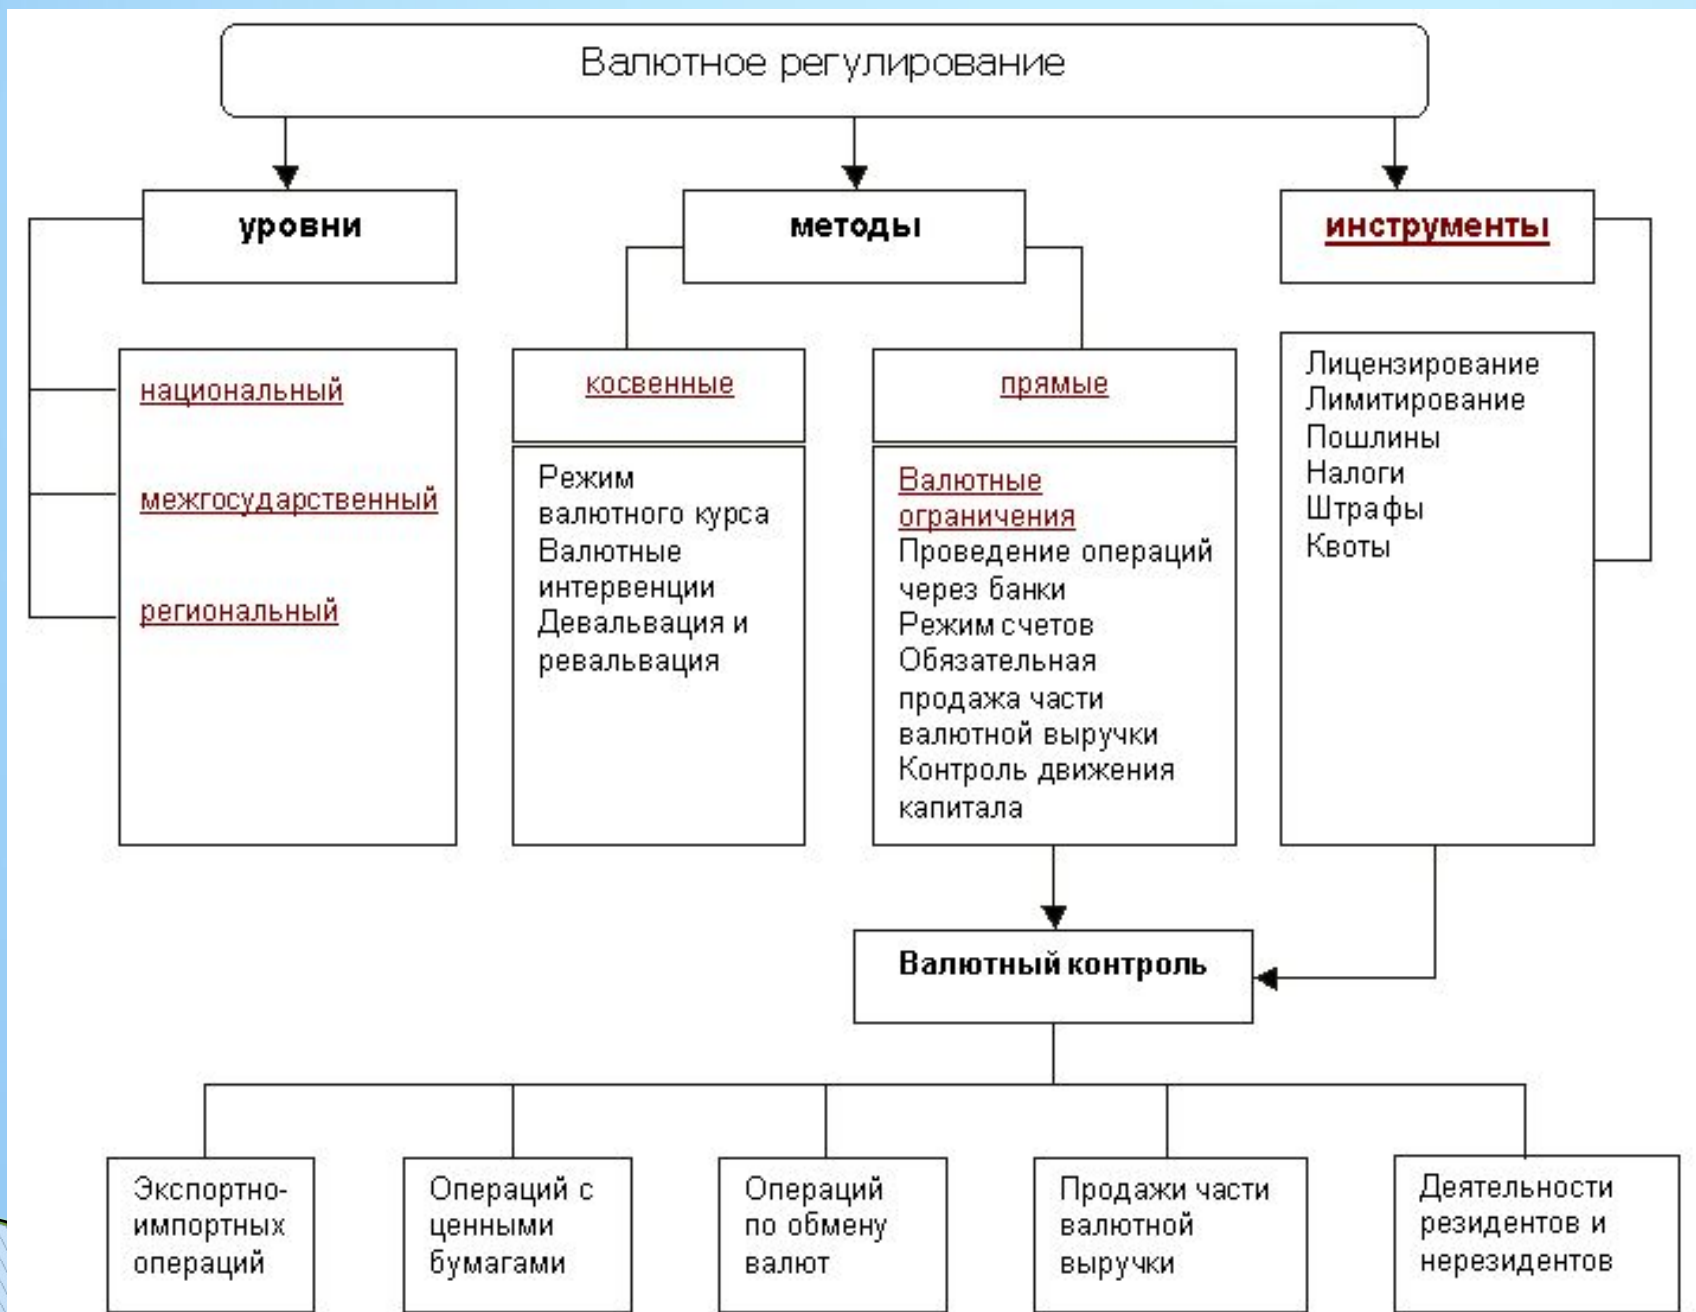 Валютное регулирование
уровни
методы
инструменты
национальный
межгосударственный
региональный
косвенные
Режим
валютного курса
Валютные
интервенции
Девальвация и
ревальвация
прямые
Валютные
ограничения
Проведение операций
через банки
Режим счетов
Обязательная
продажа части
валютной выручки
Контроль движения
капитала
Лицензирование
Лимитирование
Пошлины
Налоги
Штрафы
Квоты
Валютный контроль
Экспортно-
импортных
операций
Операций с
ценными
бумагами
Операций
по обмену
валют
Продажи части
валютной
выручки
Деятельности
резидентов и
нерезидентов